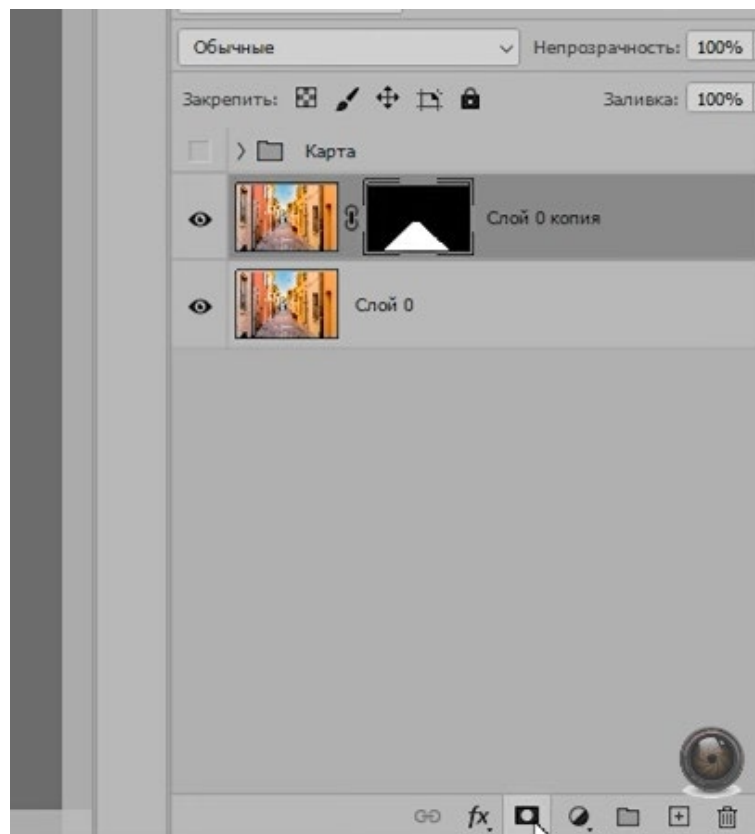 Обычные Непрозрачность: 100%
Закрепить: Заливка: 100%
Карта
Слой 0 копия
Слой 0
fx